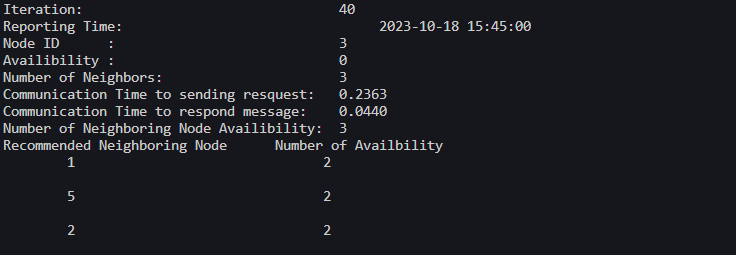 Iteration: 40
Reporting Time: 2023-10-18 15:45:00
Node ID : 3
Availibility : 0
Number of Neighbors: 3
Communication Time to sending resquest: 0.2363
Communication Time to respond message: 0.0440
Number of Neighboring Node Availibility: 3
Recommended Neighboring Node Number of Availbility
1 2
5 2
2 2